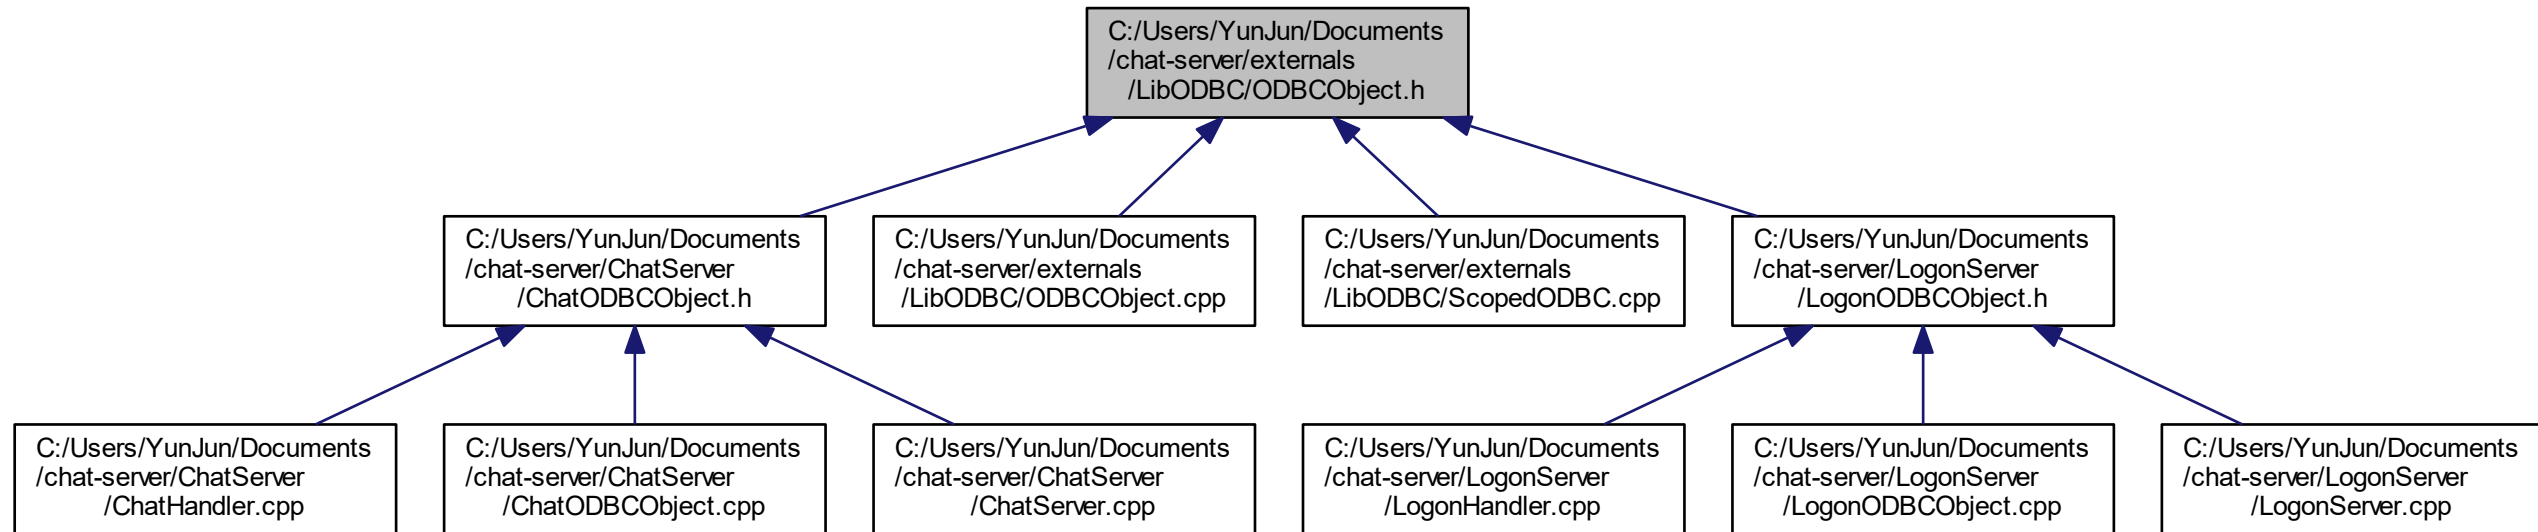 C:/Users/YunJun/Documents
/chat-server/externals
/LibODBC/ODBCObject.h
C:/Users/YunJun/Documents
/chat-server/ChatServer
/ChatODBCObject.h
C:/Users/YunJun/Documents
/chat-server/externals
/LibODBC/ODBCObject.cpp
C:/Users/YunJun/Documents
/chat-server/externals
/LibODBC/ScopedODBC.cpp
C:/Users/YunJun/Documents
/chat-server/LogonServer
/LogonODBCObject.h
C:/Users/YunJun/Documents
/chat-server/ChatServer
/ChatHandler.cpp
C:/Users/YunJun/Documents
/chat-server/ChatServer
/ChatODBCObject.cpp
C:/Users/YunJun/Documents
/chat-server/ChatServer
/ChatServer.cpp
C:/Users/YunJun/Documents
/chat-server/LogonServer
/LogonHandler.cpp
C:/Users/YunJun/Documents
/chat-server/LogonServer
/LogonODBCObject.cpp
C:/Users/YunJun/Documents
/chat-server/LogonServer
/LogonServer.cpp